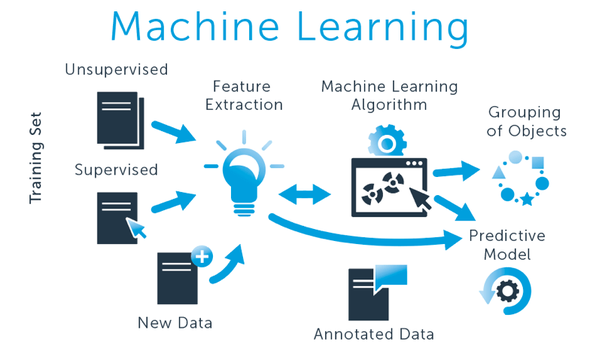 Machine Learning
Training Set
Unsupervised
Supervised
New Data
Feature
Extraction
Machine Learning
Algorithm
Grouping
of Objects
Predictive
Model
Annotated Data